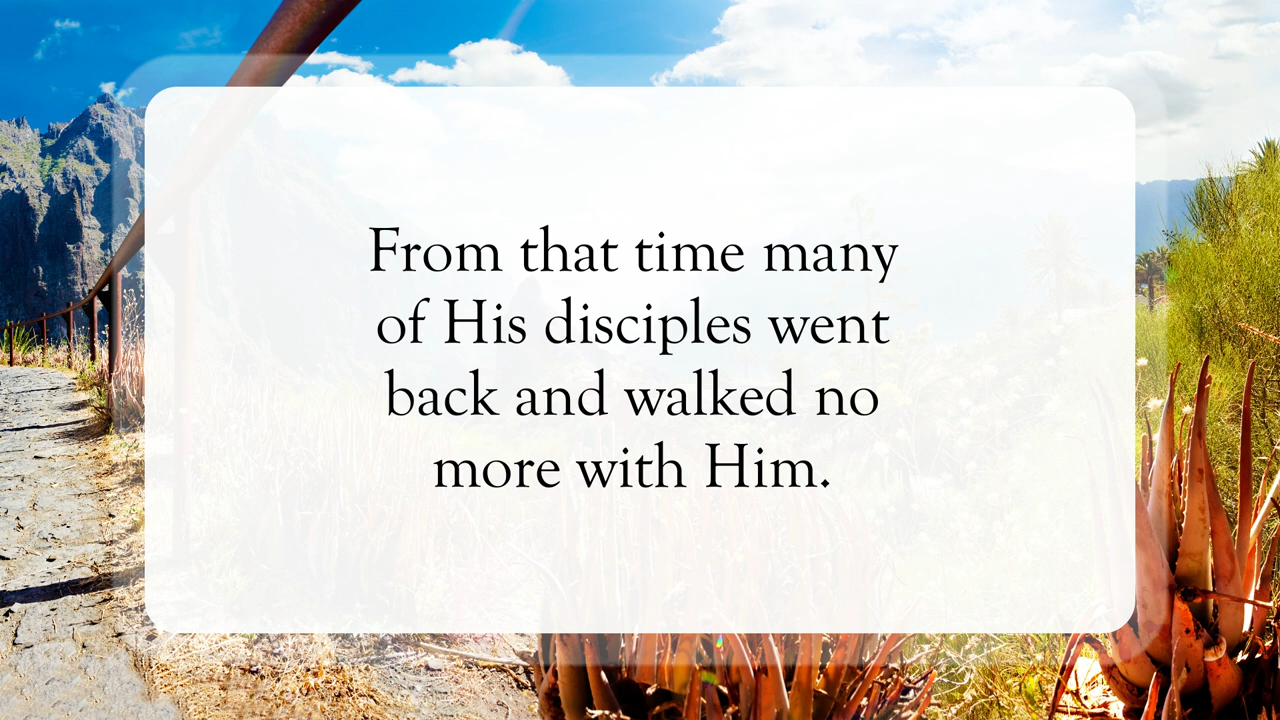 From that time many
of His disciples went
back and walked no
more with Him.